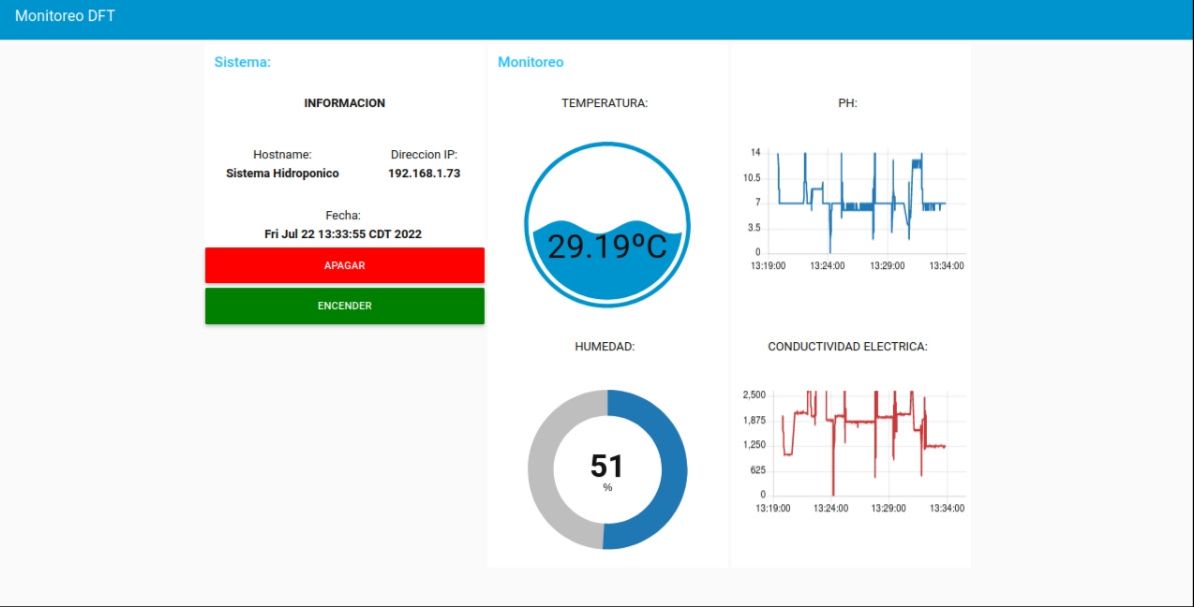 Monitoreo DFT
Sistema:
INFORMACION
Hostname:
Sistema Hidroponico
Direccion IP:
192.168.1.73
Fecha:
Fri Jul 22 13:33:55 CDT 2022
APAGAR
ENCENDER
Monitoreo
TEMPERATURA:
29.19ºC
HUMEDAD:
51
%
PH:
14
10.5
7
3.5
0
13:19:00 13:24:00 13:29:00 13:34:00
CONDUCTIVIDAD ELECTRICA:
2,500
1,875
1,250
625
0
13:19:00 13:24:00 13:29:00 13:34:00